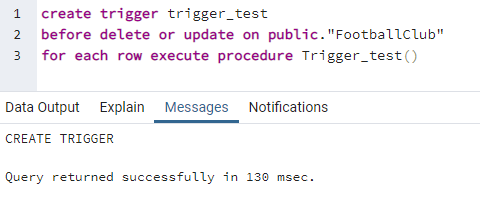 1 create trigger trigger_test
2 before delete or update on public."FootballClub"
3 for each row execute procedure Trigger_test()
Data Output Explain Messages Notifications
CREATE TRIGGER
Query returned successfully in 130 msec.